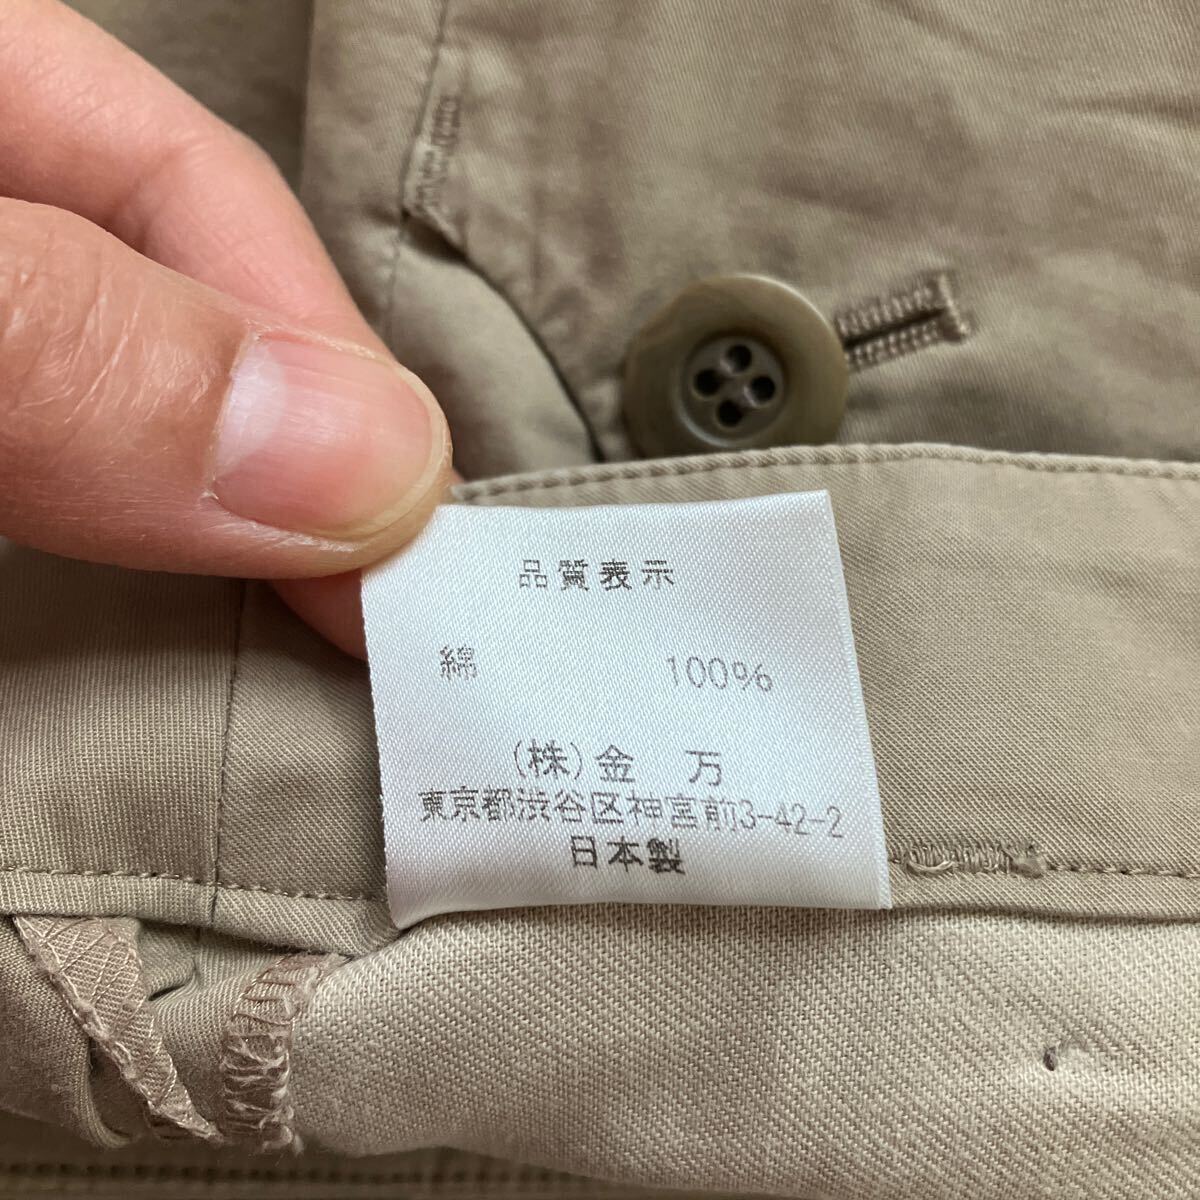 品質表示
綿 100%
(株)金 万
東京都渋谷区神宮前3-42-2
日本製